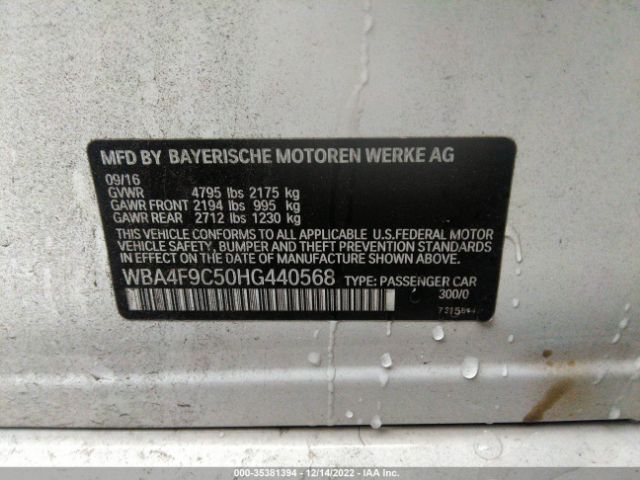 MFD BY BAYERISCHE MOTOREN WERKE AG
09/16
GVWR 4795 lbs 2175 kg
GAWR FRONT 2194 lbs 995 kg
GAWR REAR 2712 lbs 1230 kg
THIS VEHICLE CONFORMS TO ALL APPLICABLE U.S.FEDERAL MOTOR
VEHICLE SAFETY, BUMPER AND THEFT PREVENTION STANDARDS
IN EFFECT ON THE DATE OF MANUFACTURE SHOWN ABOVE.
WBA4F9C50HG440568 TYPE: PASSENGER CAR
300/0
000-35381394 - 12/14/2022 - IAA Inc.